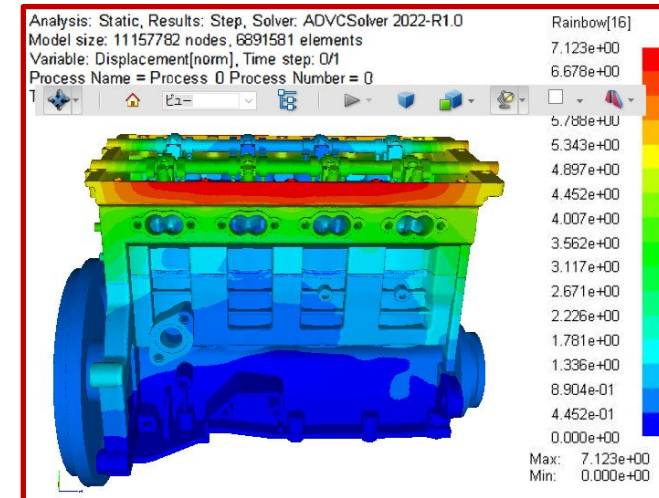 Analysis: Static, Results: Step, Solver: ADVCSolver 2022-R1.0
Model size: 11157782 nodes, 6891581 elements
Variable: Displacement[norm], Time step: 0/1
Process Name = Process 0 Process Number = 0
ビュー
Rainbow[16]
7.123e+00
6.678e+00
5.788e+00
5.343e+00
4.897e+00
4.452e+00
4.007e+00
3.562e+00
3.117e+00
2.671e+00
2.226e+00
1.781e+00
1.336e+00
8.904e-01
4.452e-01
0.000e+00
Max: 7.123e+00
Min: 0.000e+00